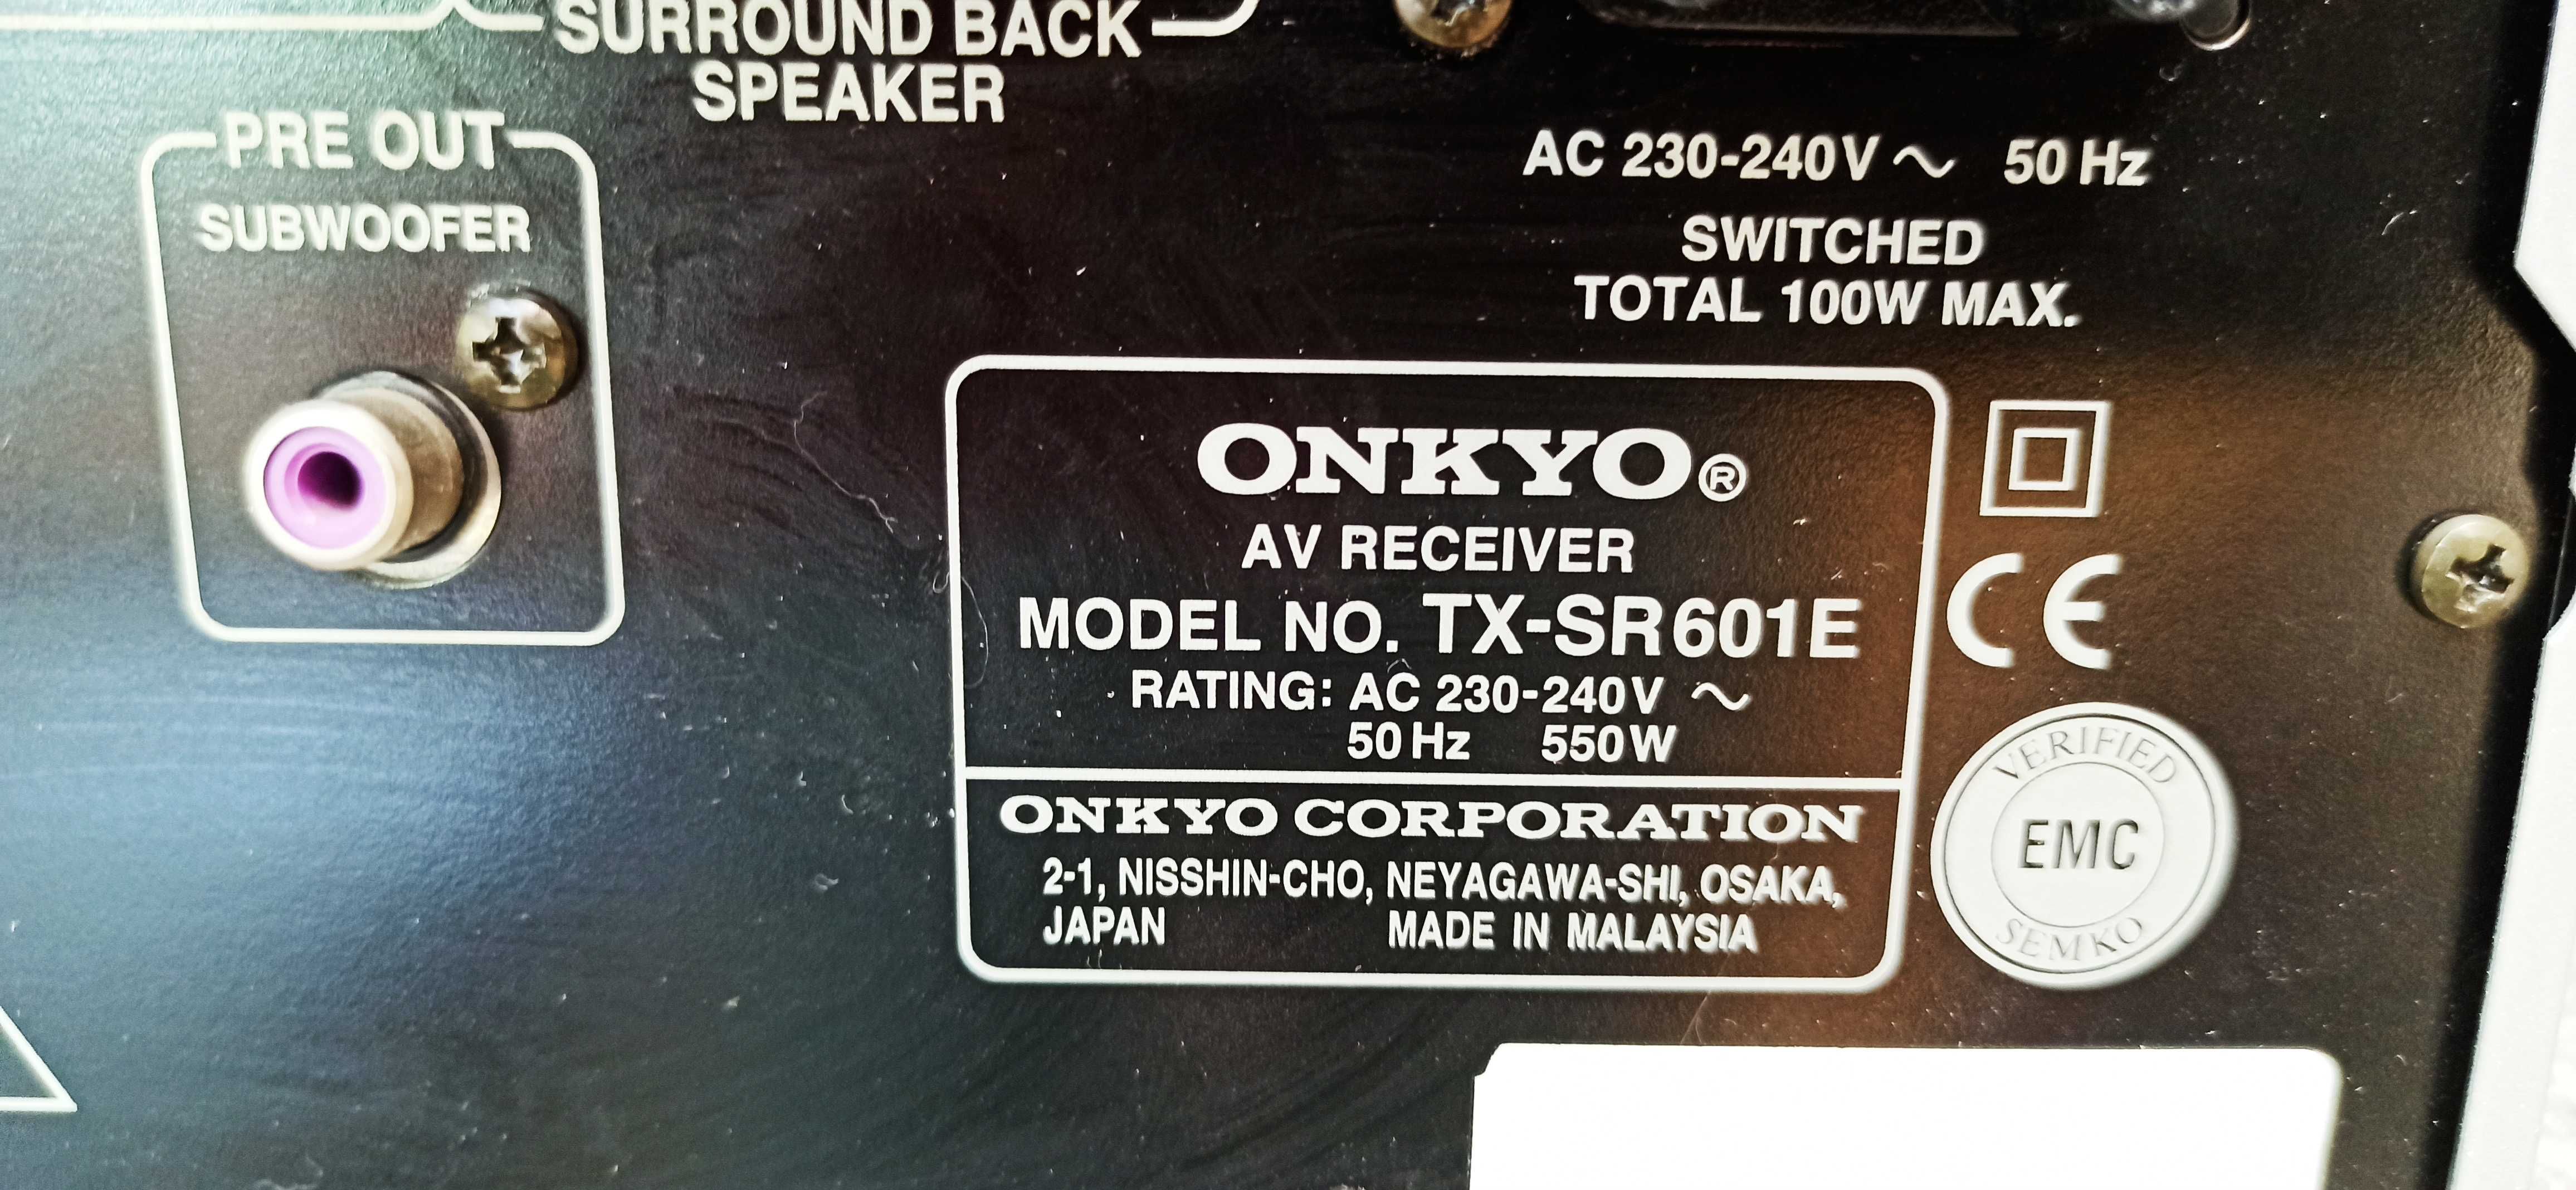 SURROUND BACK
SPEAKER
PRE OUT
SUBWOOFER
AC 230-240V ~ 50 Hz
SWITCHED
TOTAL 100W MAX.
ONKYO®
AV RECEIVER
MODEL NO. TX-SR601E
RATING: AC 230-240V ~
50 Hz 550W
ONKYO CORPORATION
2-1, NISSHIN-CHO, NEYAGAWA-SHI, OSAKA,
JAPAN MADE IN MALAYSIA
CE
VERIFIED
EMC
SEMKO